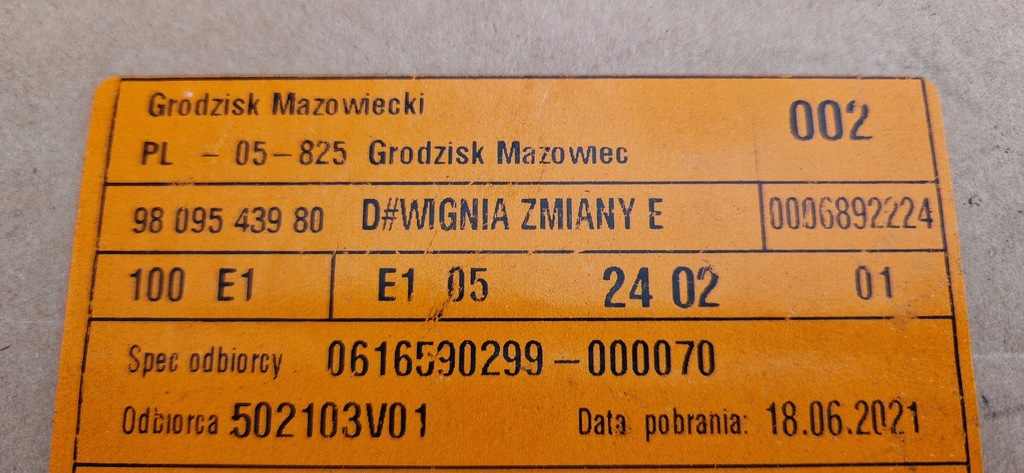 Grodzisk Mazowiecki 002
PL - 05-825 Grodzisk Mazowiec
98 095 439 80 D#WIGNIA ZMIANY E 0006892224
100 E1 E1 05 24 02 01
Spec odbiorcy 0616590299-000070
Odbiorca 502103V01 Data pobrania: 18.06.2021